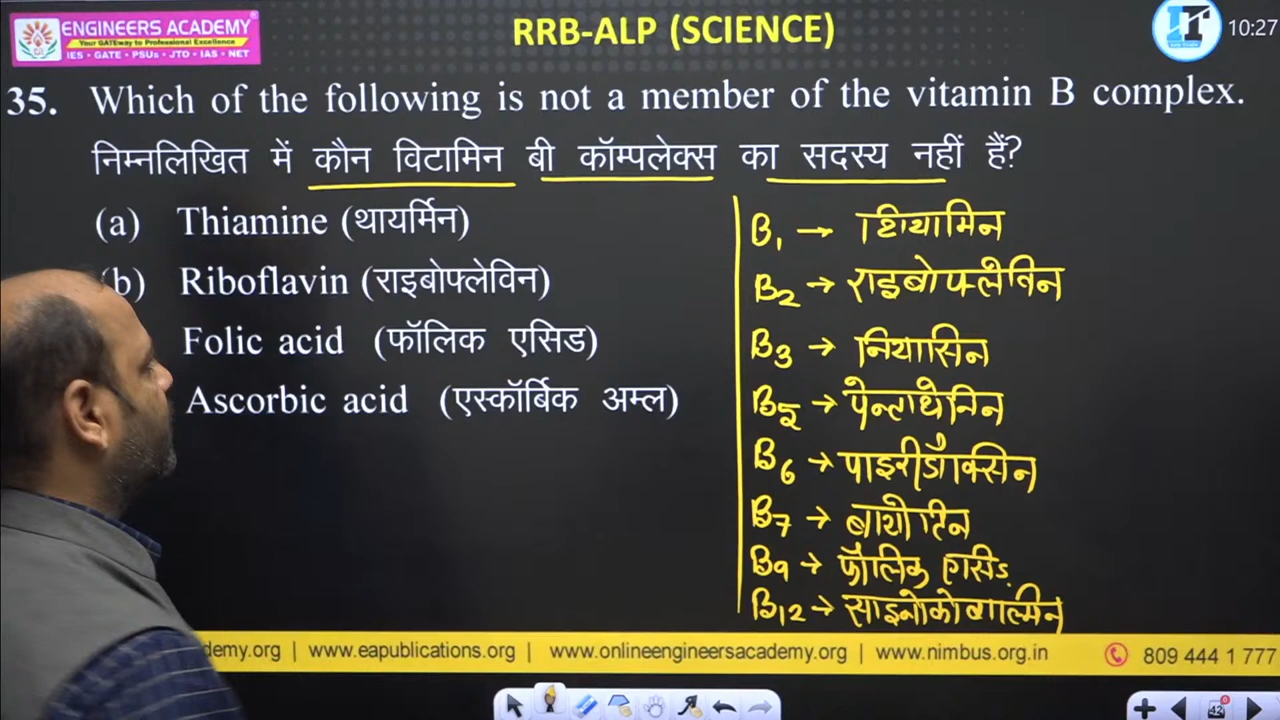 ENGINEERS ACADEMY
Your GATEway to Professional Excellence
IES • GATE • PSUs • JTO • IAS • NET
RRB-ALP (SCIENCE)
10:27
35. Which of the following is not a member of the vitamin B complex.
निम्नलिखित में कौन विटामिन बी कॉम्पलेक्स का सदस्य नहीं हैं?
(a) Thiamine (थायर्मिन)
b) Riboflavin (राइबोफ्लेविन)
Folic acid (फॉलिक एसिड)
Ascorbic acid (एस्कॉर्बिक अम्ल)
B1 → थियामिन
B2 → राइबोफ्लेविन
B3 → नियासिन
B5 → पेन्टाथेनिन
B6 → पाइरीडॉक्सिन
B7 → बायोटिन
B9 → फॉलिक एसिड
B12 → साइनोकोबालमिन
demy.org | www.eapublications.org | www.onlineengineersacademy.org | www.nimbus.org.in 809 444 1 777